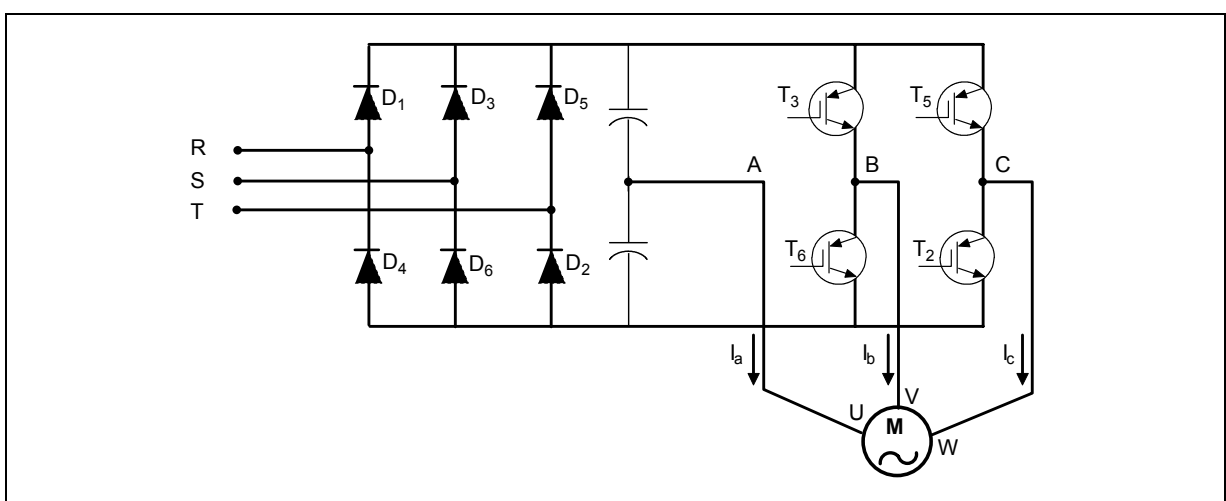 D1 D3 D5
T3 T5
R
S
T
A B C
D4 D6 D2
T6 T2
Ia Ib Ic
U V
M
W